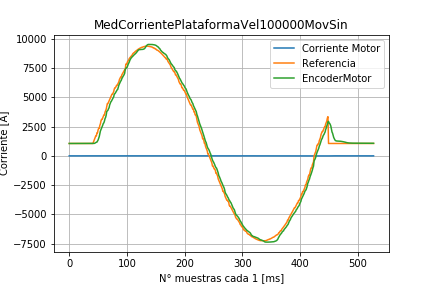 MedCorrientePlataformaVel100000MovSin
Corriente [A]
10000
7500
5000
2500
0
−2500
−5000
−7500
Corriente Motor
Referencia
EncoderMotor
0 100 200 300 400 500
N° muestras cada 1 [ms]